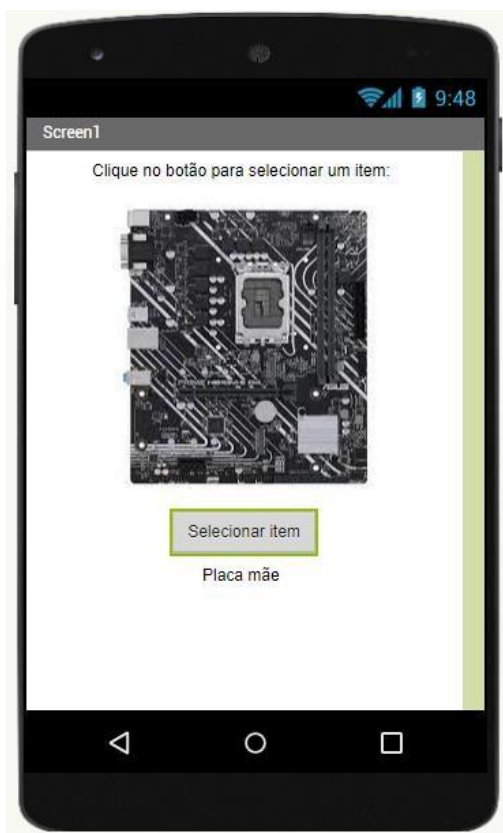 9:48
Screen1
Clique no botão para selecionar um item:
Selecionar item
Placa mãe